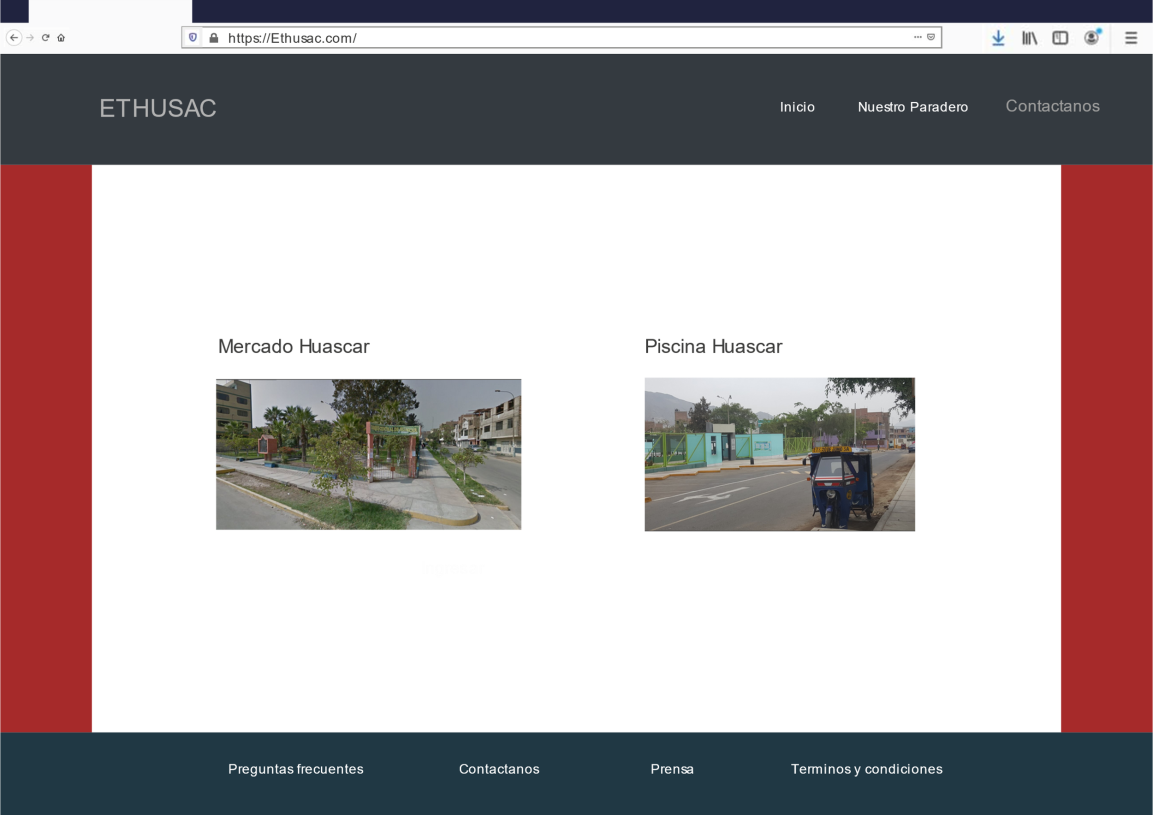 https://Ethusac.com/
ETHUSAC
Inicio
Nuestro Paradero
Contactanos
Mercado Huascar
Piscina Huascar
Preguntas frecuentes
Contactanos
Prensa
Terminos y condiciones